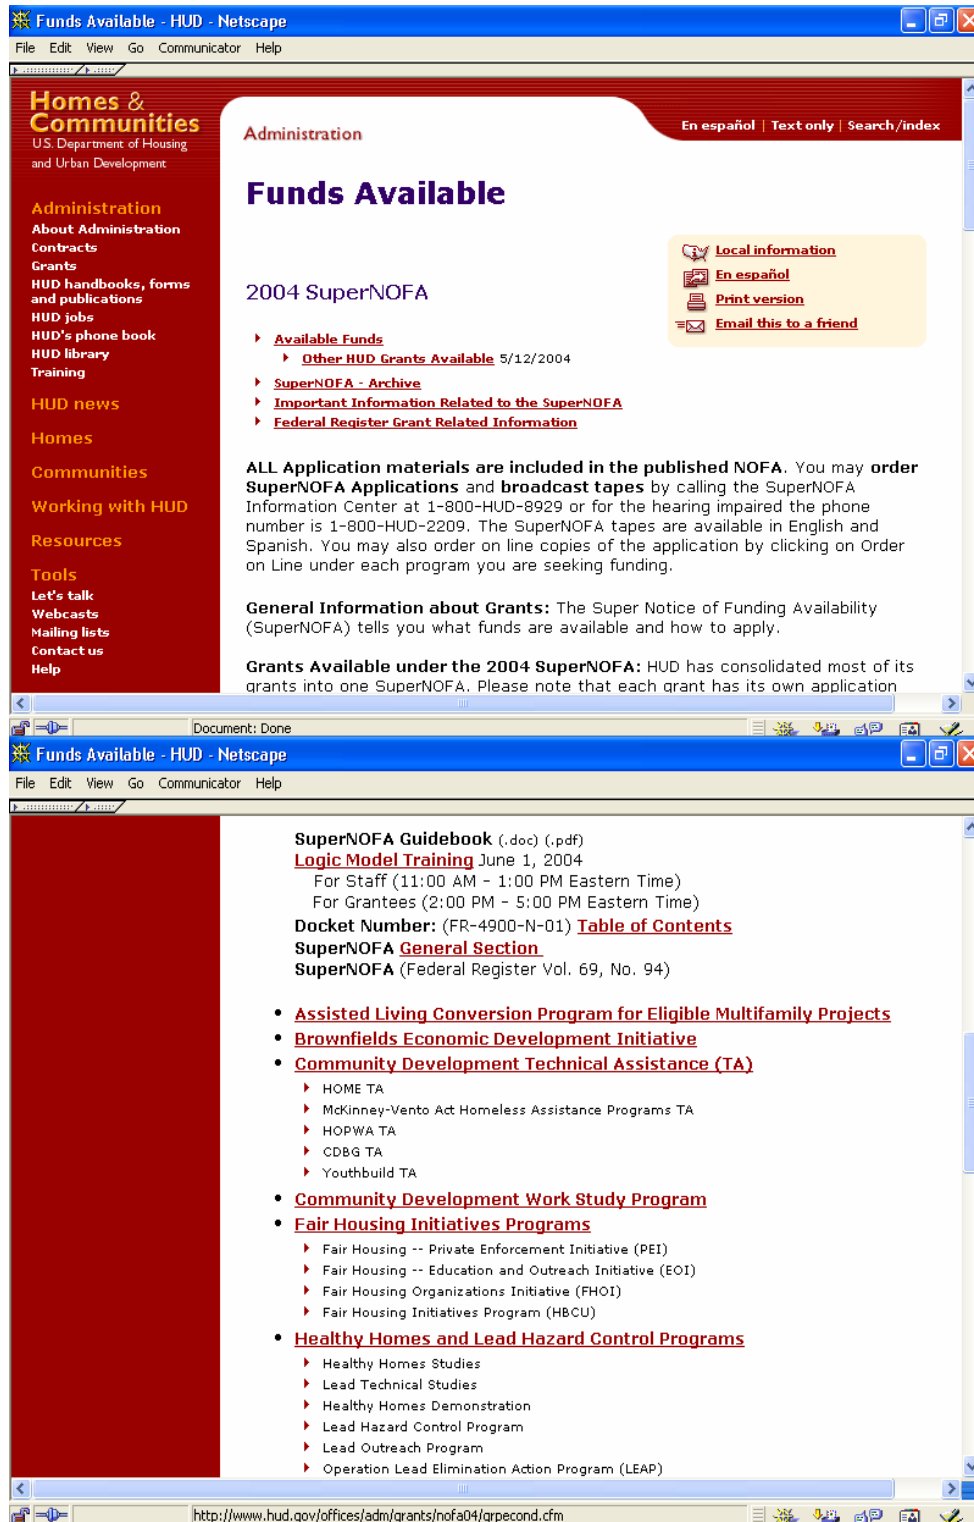 Funds Available - HUD - Netscape
File Edit View Go Communicator Help
Homes &
Communities
U.S. Department of Housing
and Urban Development
Administration
En español | Text only | Search/index
Administration
About Administration
Contracts
Grants
HUD handbooks, forms
and publications
HUD jobs
HUD's phone book
HUD library
Training
HUD news
Homes
Communities
Working with HUD
Resources
Tools
Let's talk
Webcasts
Mailing lists
Contact us
Help
Funds Available
Local information
En español
Print version
Email this to a friend
2004 SuperNOFA
Available Funds
Other HUD Grants Available 5/12/2004
SuperNOFA - Archive
Important Information Related to the SuperNOFA
Federal Register Grant Related Information
ALL Application materials are included in the published NOFA. You may order
SuperNOFA Applications and broadcast tapes by calling the SuperNOFA
Information Center at 1-800-HUD-8929 or for the hearing impaired the phone
number is 1-800-HUD-2209. The SuperNOFA tapes are available in English and
Spanish. You may also order on line copies of the application by clicking on Order
on Line under each program you are seeking funding.
General Information about Grants: The Super Notice of Funding Availability
(SuperNOFA) tells you what funds are available and how to apply.
Grants Available under the 2004 SuperNOFA: HUD has consolidated most of its
grants into one SuperNOFA. Please note that each grant has its own application
Document: Done
Funds Available - HUD - Netscape
File Edit View Go Communicator Help
SuperNOFA Guidebook (.doc) (.pdf)
Logic Model Training June 1, 2004
For Staff (11:00 AM - 1:00 PM Eastern Time)
For Grantees (2:00 PM - 5:00 PM Eastern Time)
Docket Number: (FR-4900-N-01) Table of Contents
SuperNOFA General Section
SuperNOFA (Federal Register Vol. 69, No. 94)
• Assisted Living Conversion Program for Eligible Multifamily Projects
• Brownfields Economic Development Initiative
• Community Development Technical Assistance (TA)
HOME TA
McKinney-Vento Act Homeless Assistance Programs TA
HOPWA TA
CDBG TA
Youthbuild TA
• Community Development Work Study Program
• Fair Housing Initiatives Programs
Fair Housing -- Private Enforcement Initiative (PEI)
Fair Housing -- Education and Outreach Initiative (EOI)
Fair Housing Organizations Initiative (FHOI)
Fair Housing Initiatives Program (HBCU)
• Healthy Homes and Lead Hazard Control Programs
Healthy Homes Studies
Lead Technical Studies
Healthy Homes Demonstration
Lead Hazard Control Program
Lead Outreach Program
Operation Lead Elimination Action Program (LEAP)
http://www.hud.gov/offices/adm/grants/nofa04/grpecond.cfm